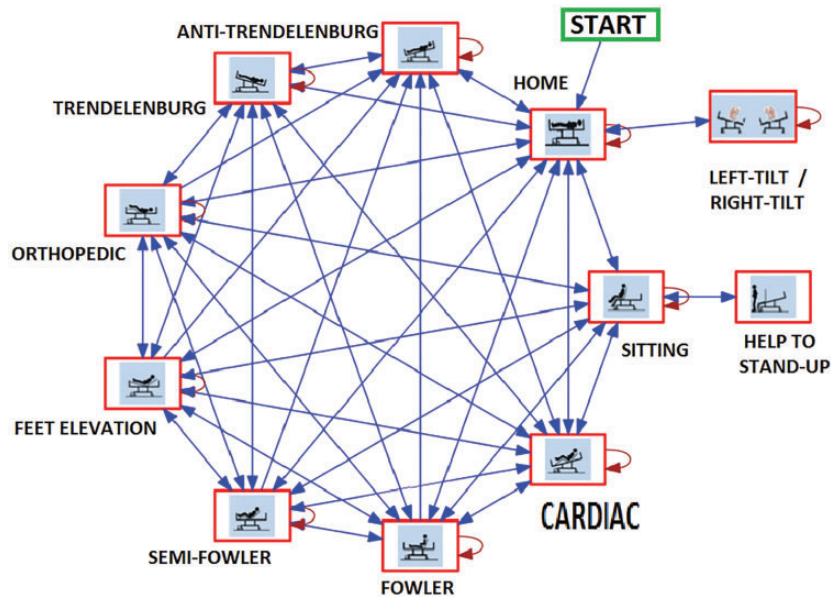 START
ANTI-TRENDELENBURG
HOME
TRENDELENBURG
LEFT-TILT /
RIGHT-TILT
ORTHOPEDIC
SITTING
HELP TO
STAND-UP
FEET ELEVATION
CARDIAC
SEMI-FOWLER
FOWLER